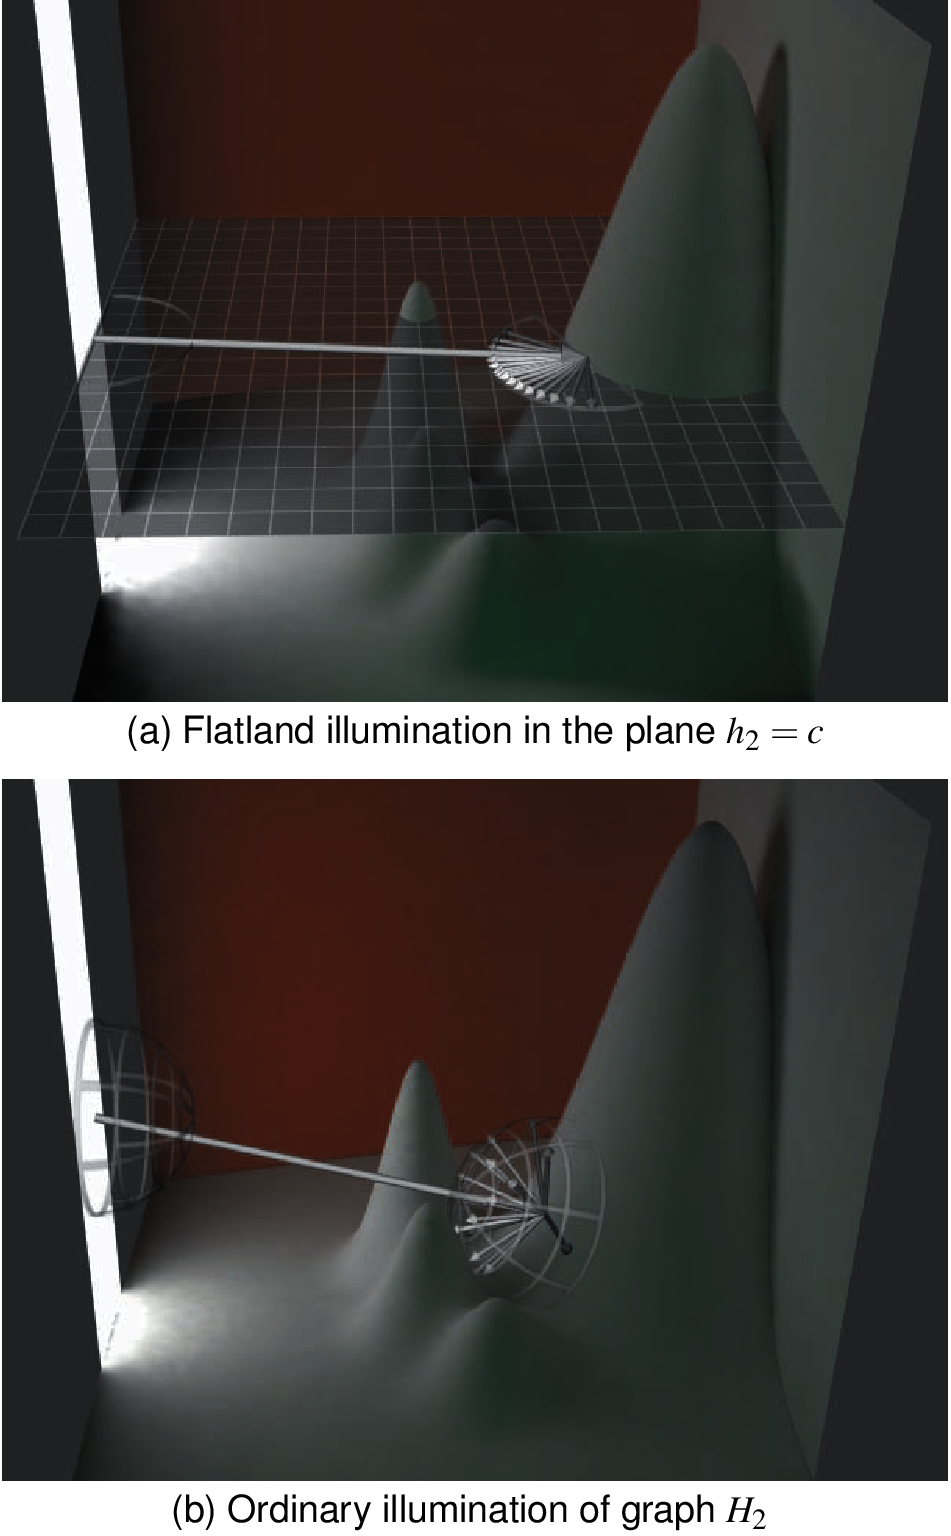 (a) Flatland illumination in the plane h₂ = c
(b) Ordinary illumination of graph H₂